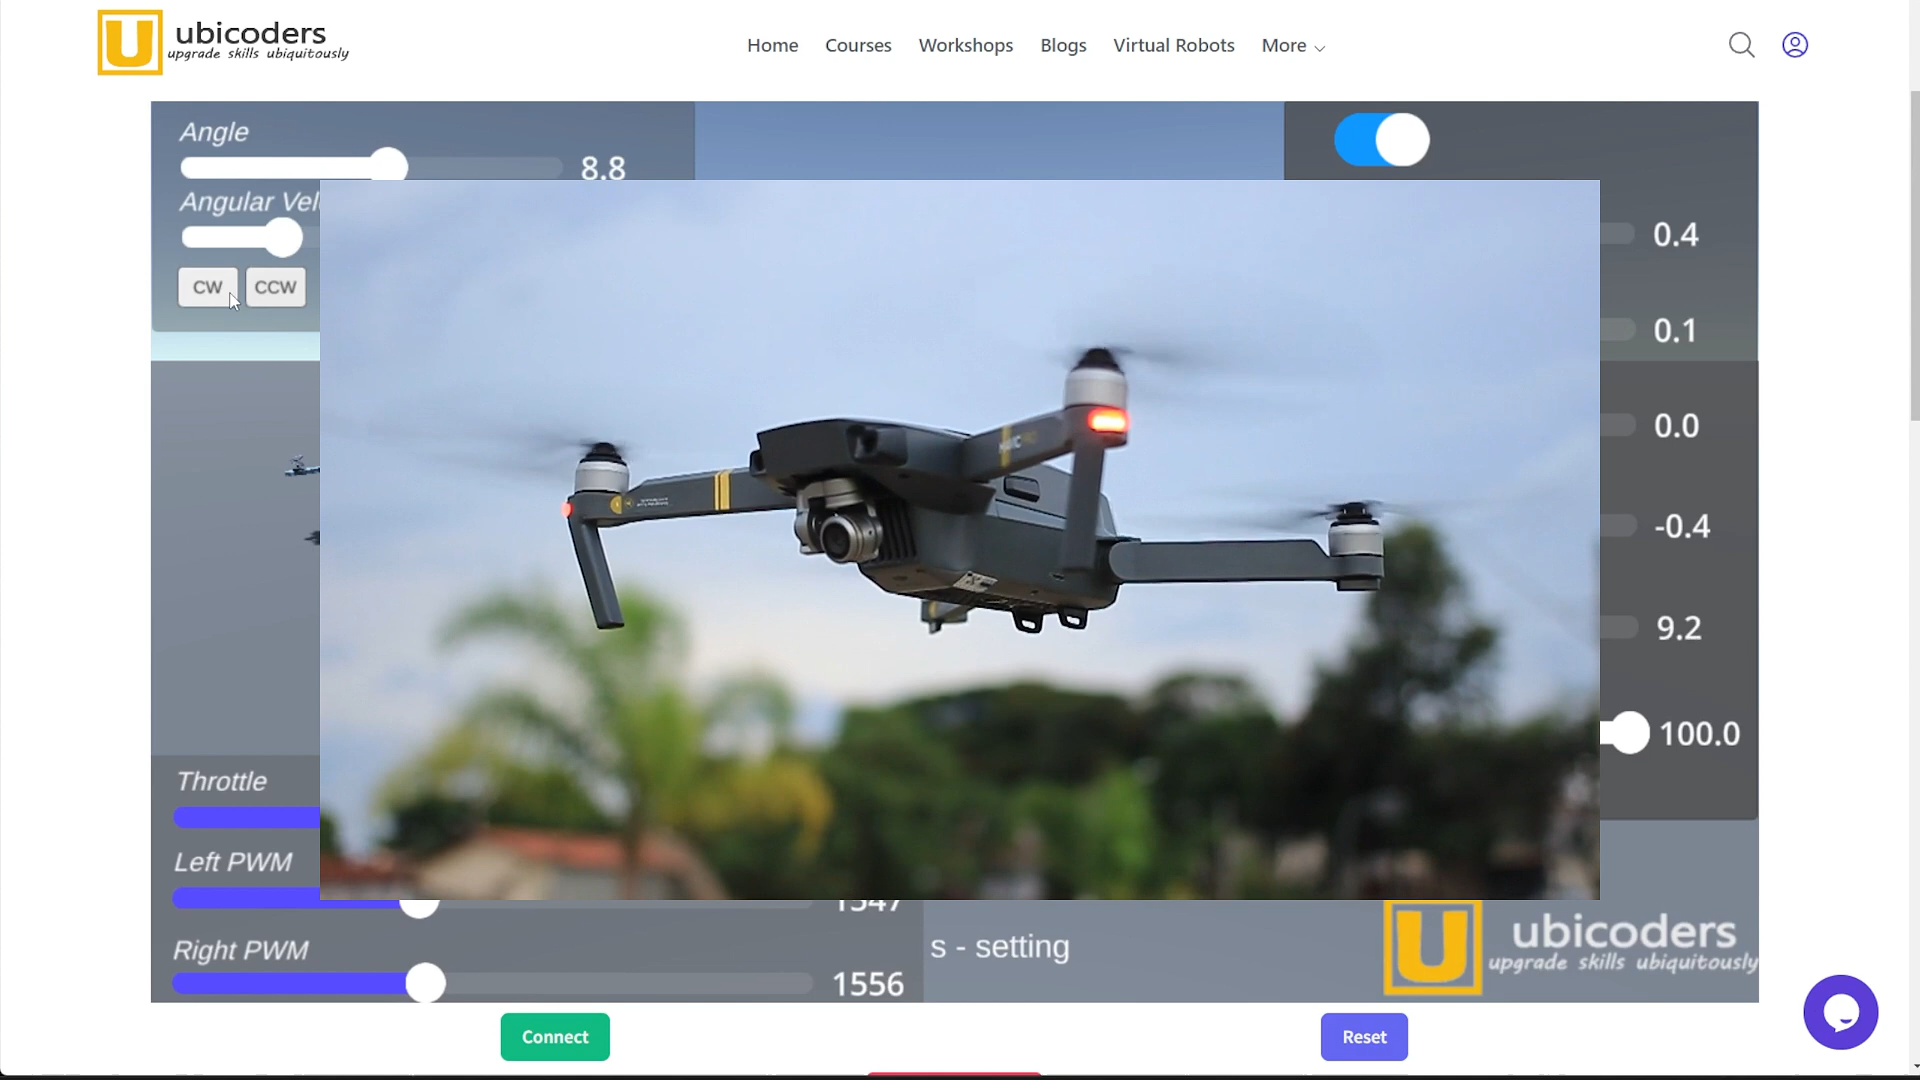 ubicoders
upgrade skills ubiquitously
Home Courses Workshops Blogs Virtual Robots More
Angle
8.8
Angular Vel
CW CCW
0.4
0.1
0.0
-0.4
9.2
100.0
Throttle
Left PWM
1547
Right PWM
1556
s - setting
ubicoders
upgrade skills ubiquitously
Connect Reset